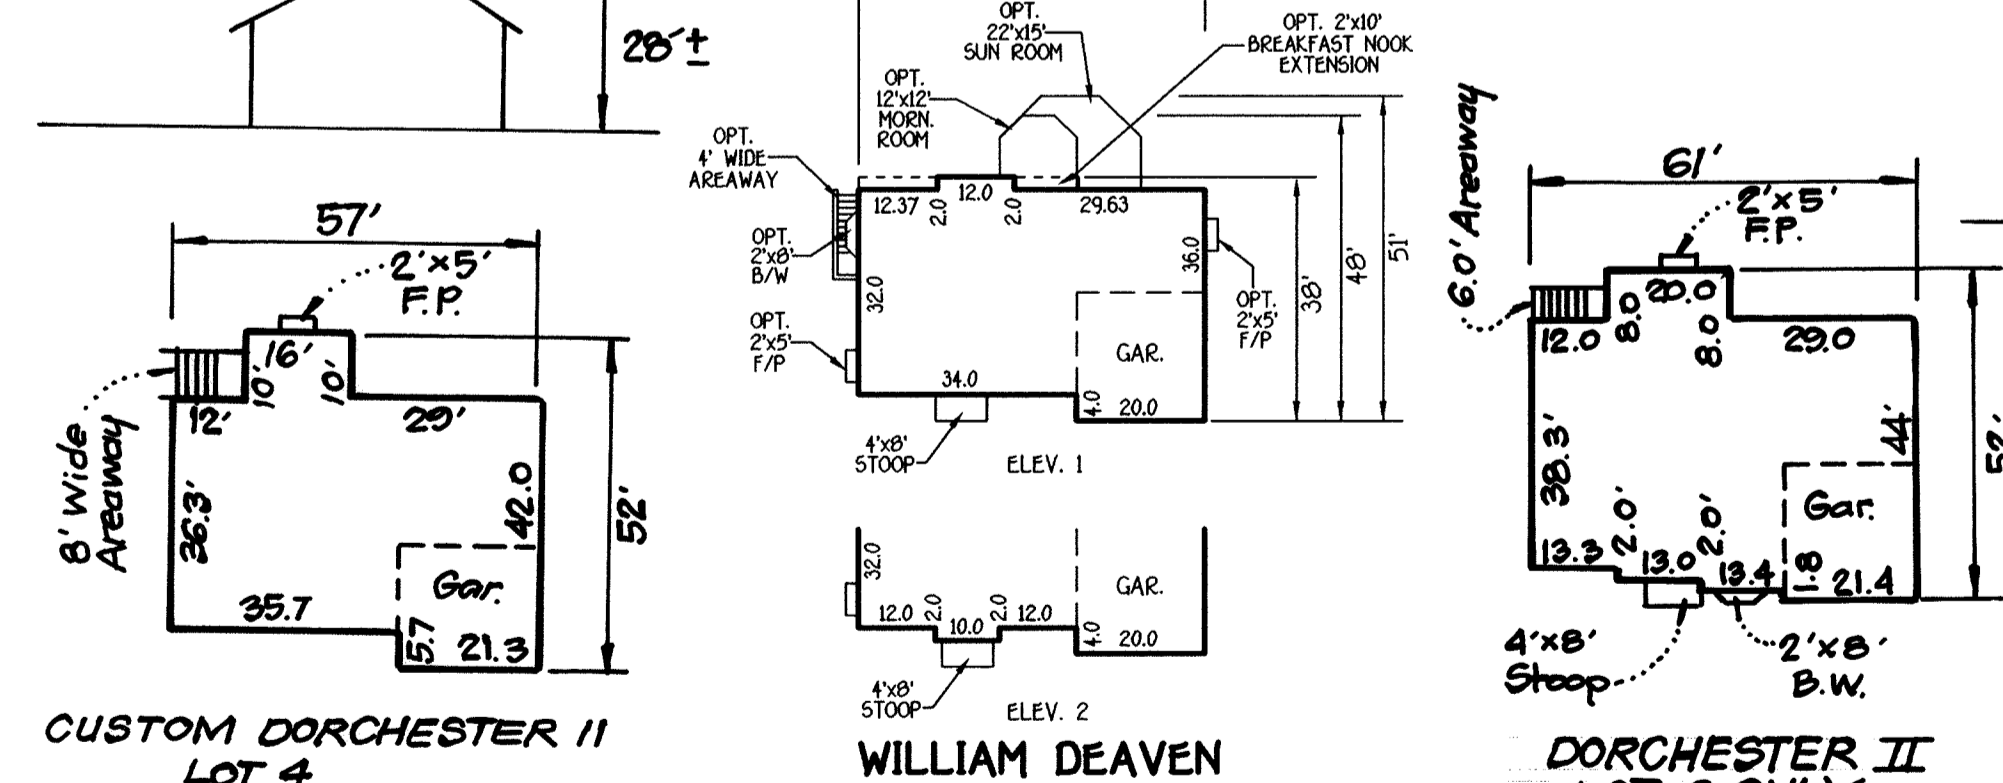 28'±
57'
2'×5'
F.P.
16'
10'
10'
12'
29'
8' Wide
Areaway
36.3'
42.0
52'
Gar.
35.7
5.7
21.3
CUSTOM DORCHESTER II
LOT 4
OPT.
22'x15'
SUN ROOM
OPT. 2'x10'
BREAKFAST NOOK
EXTENSION
OPT.
12'x12'
MORN.
ROOM
OPT.
4' WIDE
AREAWAY
12.37
2.0
12.0
2.0
29.63
OPT.
2'x8'
B/W
32.0
36.0
38'
48'
51'
OPT.
2'x5'
F/P
OPT.
2'x5'
F/P
GAR.
34.0
4.0
20.0
4'x8'
STOOP
ELEV. 1
32.0
GAR.
12.0
2.0
10.0
2.0
12.0
4.0
20.0
4'x8'
STOOP
ELEV. 2
WILLIAM DEAVEN
6.0' Areaway
61'
2'×5'
F.P.
20.0
8.0
8.0
12.0
29.0
38.3'
44'
Gar.
13.3
2.0'
13.0
2.0'
13.4
1.8
21.4
4'×8'
Stoop
2'×8'
B.W.
DORCHESTER II